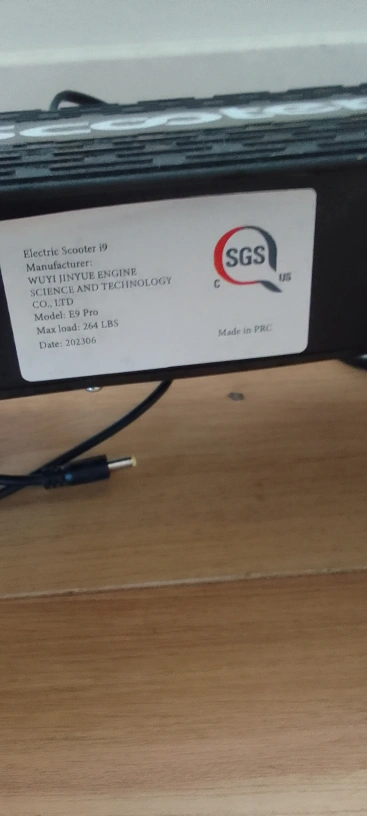 scooter
Electric Scooter i9
Manufacturer:
WUYI JINYUE ENGINE
SCIENCE AND TECHNOLOGY
CO., LTD
Model: E9 Pro
Max load: 264 LBS
Date: 202306
SGS
C US
Made in PRC